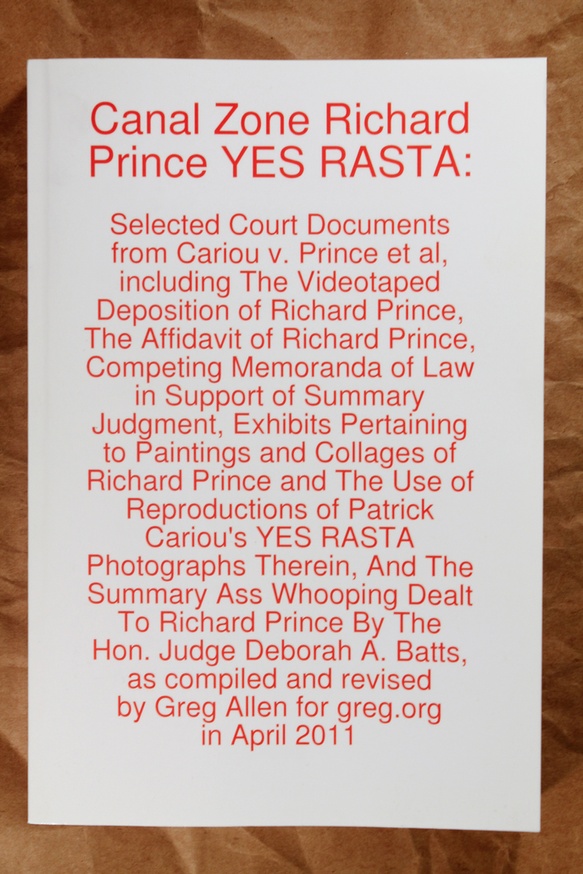 Canal Zone Richard
Prince YES RASTA:
Selected Court Documents
from Cariou v. Prince et al,
including The Videotaped
Deposition of Richard Prince,
The Affidavit of Richard Prince,
Competing Memoranda of Law
in Support of Summary
Judgment, Exhibits Pertaining
to Paintings and Collages of
Richard Prince and The Use of
Reproductions of Patrick
Cariou's YES RASTA
Photographs Therein, And The
Summary Ass Whooping Dealt
To Richard Prince By The
Hon. Judge Deborah A. Batts,
as compiled and revised
by Greg Allen for greg.org
in April 2011